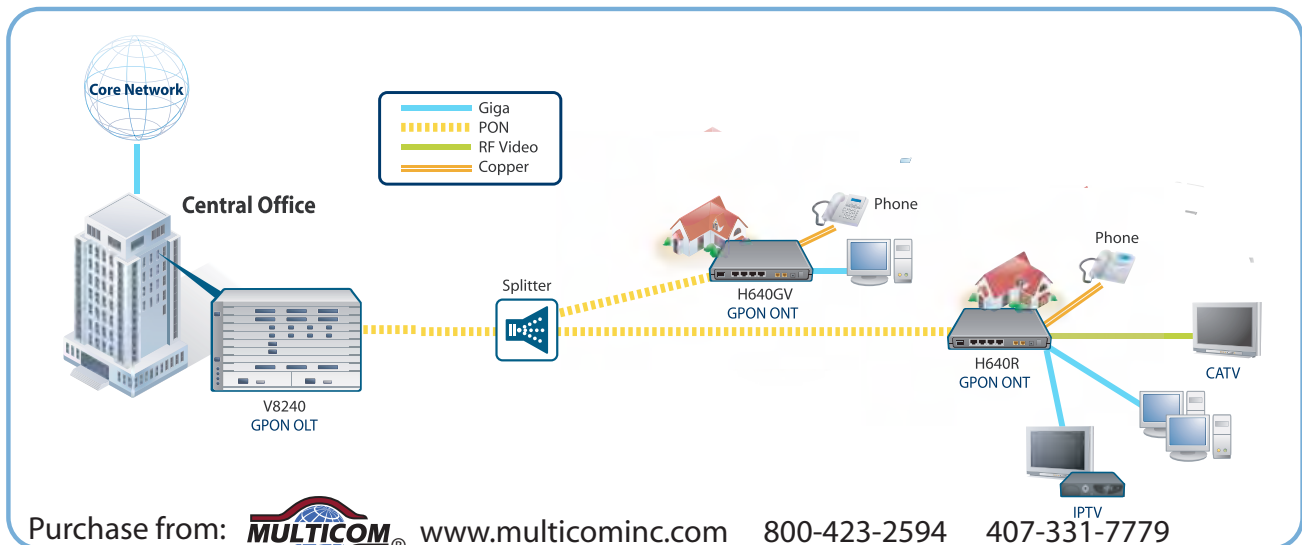 Core Network
Giga
PON
RF Video
Copper
Central Office
Phone
Splitter
H640GV
GPON ONT
Phone
H640R
GPON ONT
CATV
V8240
GPON OLT
IPTV
Purchase from: MULTICOM ® www.multicominc.com 800-423-2594 407-331-7779